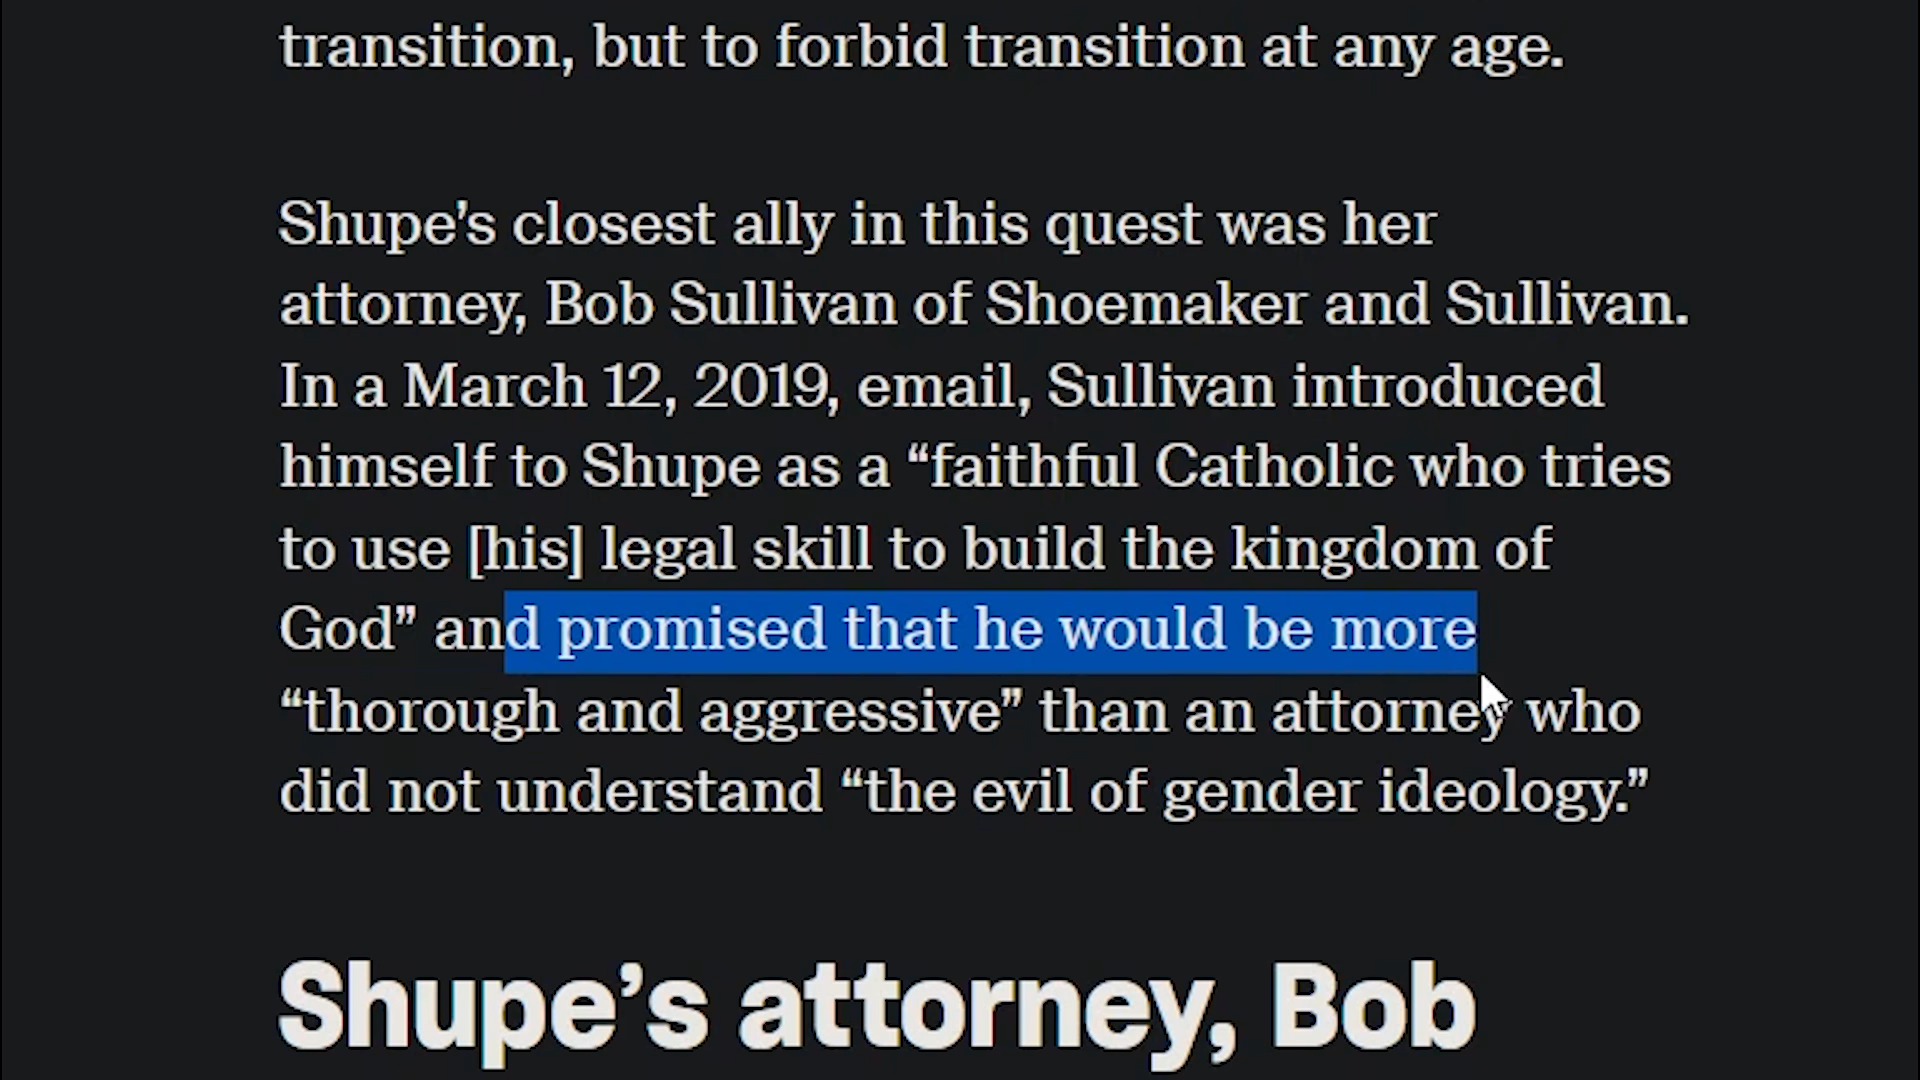 transition, but to forbid transition at any age.
Shupe’s closest ally in this quest was her
attorney, Bob Sullivan of Shoemaker and Sullivan.
In a March 12, 2019, email, Sullivan introduced
himself to Shupe as a “faithful Catholic who tries
to use [his] legal skill to build the kingdom of
God” and promised that he would be more
“thorough and aggressive” than an attorney who
did not understand “the evil of gender ideology.”
Shupe’s attorney, Bob